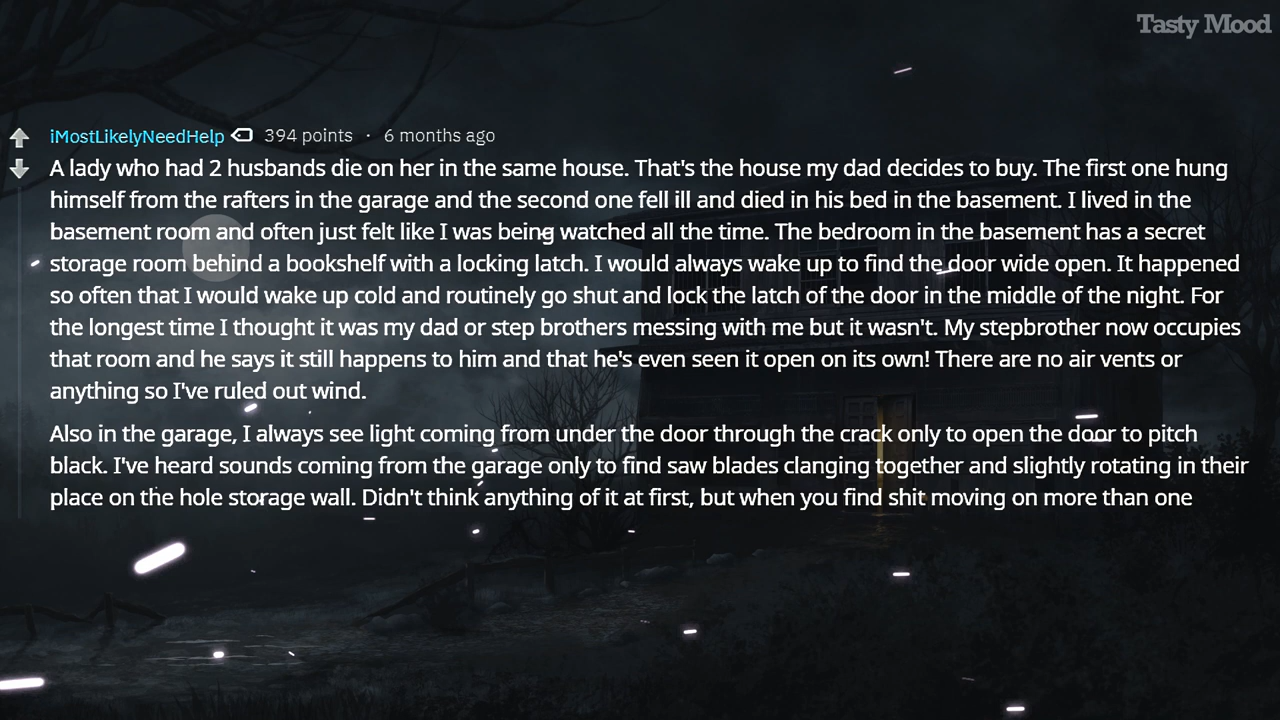 Tasty Mood
iMostLikelyNeedHelp 394 points · 6 months ago
A lady who had 2 husbands die on her in the same house. That's the house my dad decides to buy. The first one hung
himself from the rafters in the garage and the second one fell ill and died in his bed in the basement. I lived in the
basement room and often just felt like I was being watched all the time. The bedroom in the basement has a secret
storage room behind a bookshelf with a locking latch. I would always wake up to find the door wide open. It happened
so often that I would wake up cold and routinely go shut and lock the latch of the door in the middle of the night. For
the longest time I thought it was my dad or step brothers messing with me but it wasn't. My stepbrother now occupies
that room and he says it still happens to him and that he's even seen it open on its own! There are no air vents or
anything so I've ruled out wind.
Also in the garage, I always see light coming from under the door through the crack only to open the door to pitch
black. I've heard sounds coming from the garage only to find saw blades clanging together and slightly rotating in their
place on the hole storage wall. Didn't think anything of it at first, but when you find shit moving on more than one